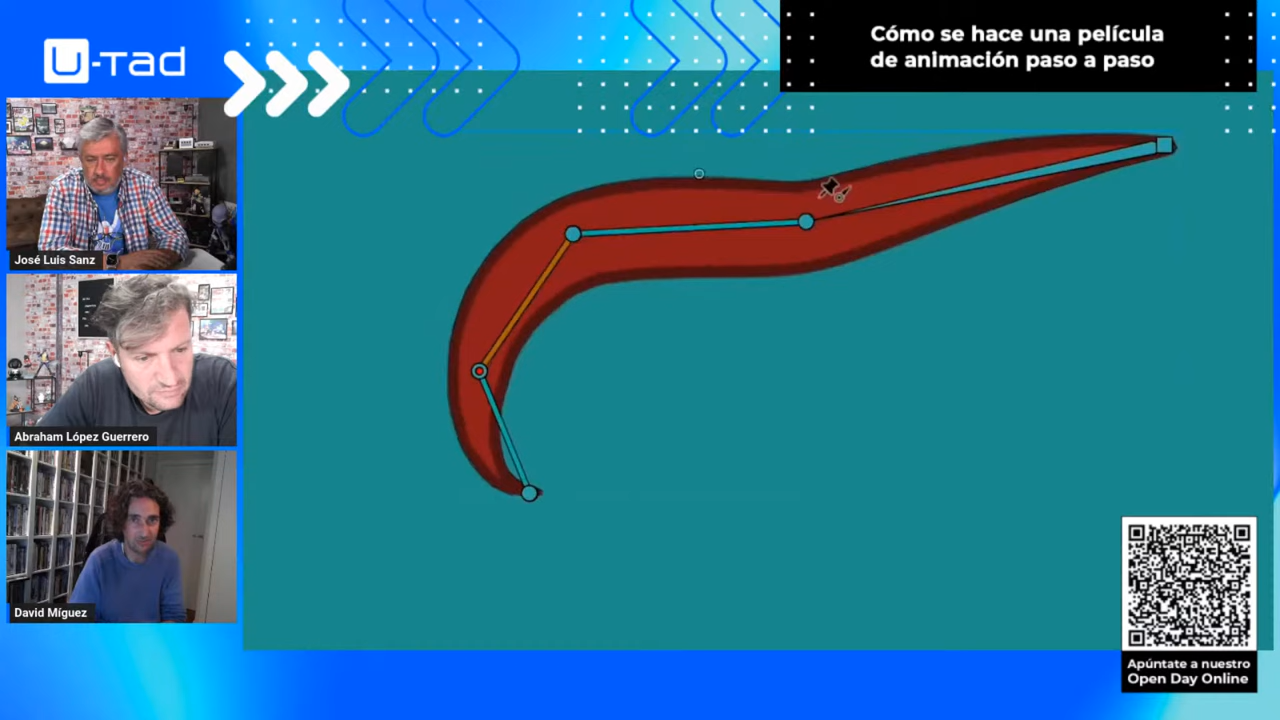 U-Tad
Cómo se hace una película
de animación paso a paso
José Luis Sanz
Abraham López Guerrero
David Míguez
Apúntate a nuestro
Open Day Online